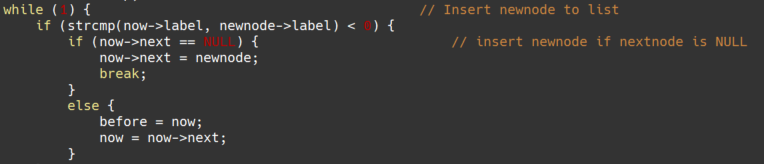 while (1) { // Insert newnode to list
if (strcmp(now->label, newnode->label) < 0) {
if (now->next == NULL) { // insert newnode if nextnode is NULL
now->next = newnode;
break;
}
else {
before = now;
now = now->next;
}